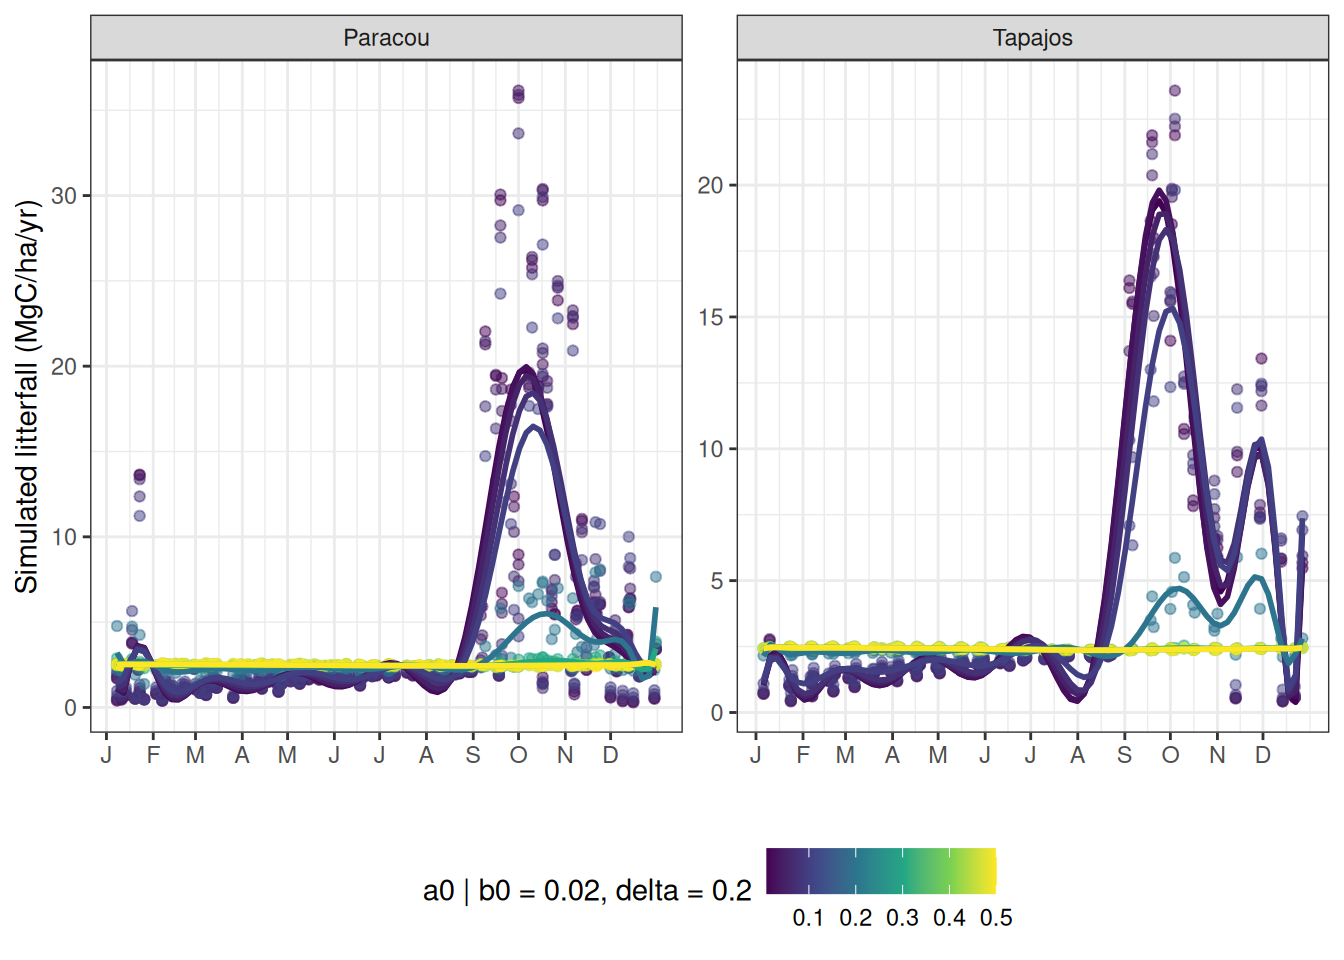 Paracou
Tapajos
Simulated litterfall (MgC/ha/yr)
30
20
10
0
20
15
10
5
0
J F M A M J J A S O N D
J F M A M J J A S O N D
a0 | b0 = 0.02, delta = 0.2
0.1 0.2 0.3 0.4 0.5